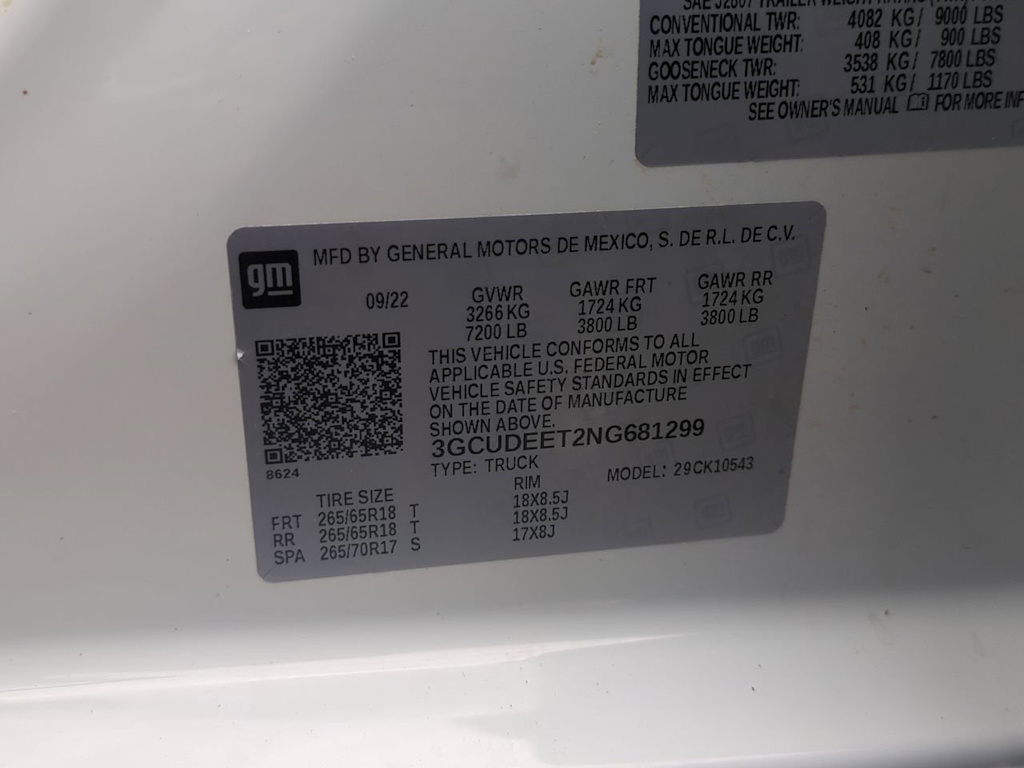 SAE J2807 TRAILER WEIGHT
CONVENTIONAL TWR: 4082 KG/ 9000 LBS
MAX TONGUE WEIGHT: 408 KG/ 900 LBS
GOOSENECK TWR: 3538 KG/ 7800 LBS
MAX TONGUE WEIGHT: 531 KG/ 1170 LBS
SEE OWNER'S MANUAL FOR MORE INF
gm
MFD BY GENERAL MOTORS DE MEXICO, S. DE R.L. DE C.V.
09/22 GVWR GAWR FRT GAWR RR
3266 KG 1724 KG 1724 KG
7200 LB 3800 LB 3800 LB
THIS VEHICLE CONFORMS TO ALL
APPLICABLE U.S. FEDERAL MOTOR
VEHICLE SAFETY STANDARDS IN EFFECT
ON THE DATE OF MANUFACTURE
SHOWN ABOVE.
3GCUDEET2NG681299
8624
TYPE: TRUCK MODEL: 29CK10543
TIRE SIZE RIM
FRT 265/65R18 T 18X8.5J
RR 265/65R18 T 18X8.5J
SPA 265/70R17 S 17X8J